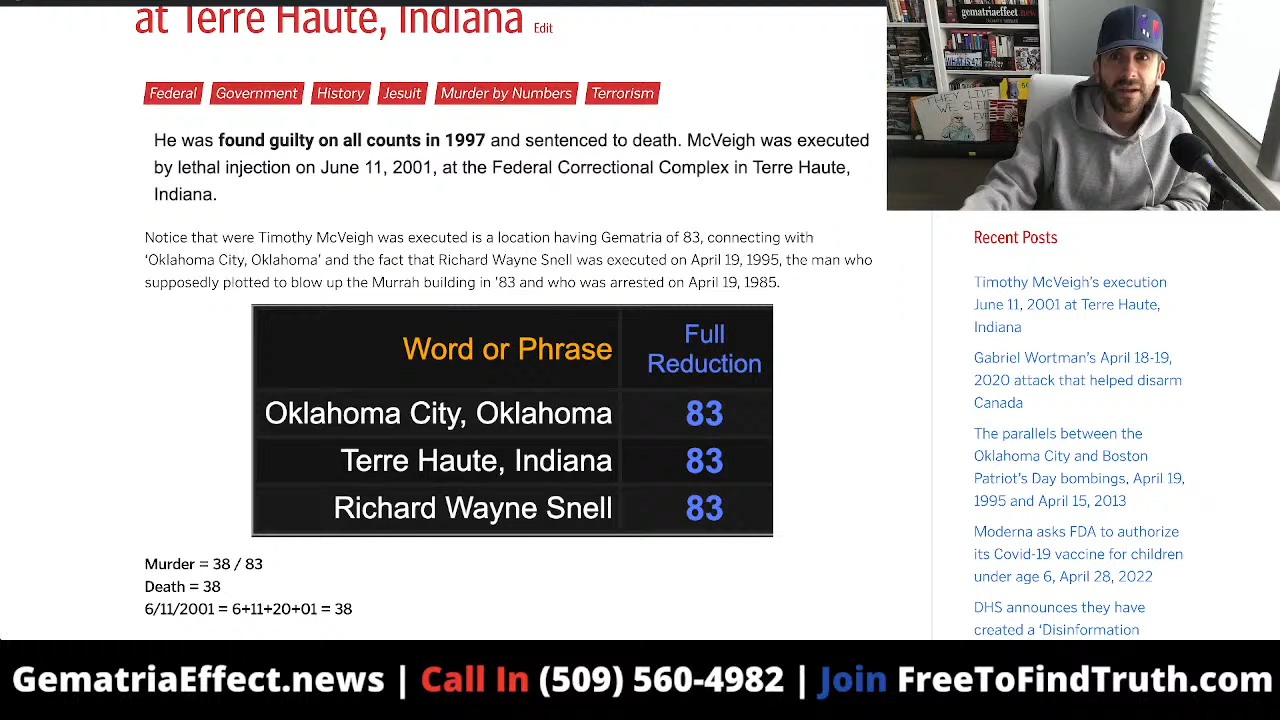 at Terre Haute, Indiana Edit
Federal Government History Jesuit Murder by Numbers Terrorism
He was found guilty on all counts in 1997 and sentenced to death. McVeigh was executed
by lethal injection on June 11, 2001, at the Federal Correctional Complex in Terre Haute,
Indiana.
Notice that were Timothy McVeigh was executed is a location having Gematria of 83, connecting with
‘Oklahoma City, Oklahoma’ and the fact that Richard Wayne Snell was executed on April 19, 1995, the man who
supposedly plotted to blow up the Murrah building in ’83 and who was arrested on April 19, 1985.
Word or Phrase Full
Reduction
Oklahoma City, Oklahoma 83
Terre Haute, Indiana 83
Richard Wayne Snell 83
Murder = 38 / 83
Death = 38
6/11/2001 = 6+11+20+01 = 38
gematriaeffect.news
Recent Posts
Timothy McVeigh’s execution
June 11, 2001 at Terre Haute,
Indiana
Gabriel Wortman’s April 18-19,
2020 attack that helped disarm
Canada
The parallels between the
Oklahoma City and Boston
Patriot’s Day bombings, April 19,
1995 and April 15, 2013
Moderna asks FDA to authorize
its Covid-19 vaccine for children
under age 6, April 28, 2022
DHS announces they have
created a ‘Disinformation
GematriaEffect.news | Call In (509) 560-4982 | Join FreeToFindTruth.com